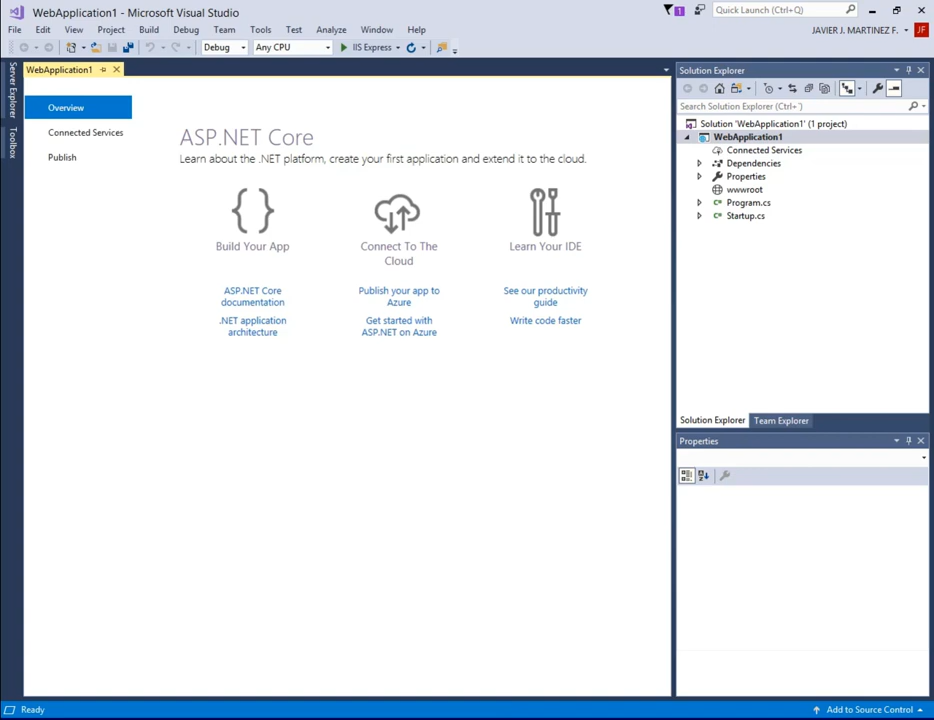 WebApplication1 - Microsoft Visual Studio
1
Quick Launch (Ctrl+Q)
File Edit View Project Build Debug Team Tools Test Analyze Window Help
JAVIER J. MARTINEZ F.
JF
Debug
Any CPU
IIS Express
Server Explorer
Toolbox
WebApplication1
Overview
Connected Services
Publish
ASP.NET Core
Learn about the .NET platform, create your first application and extend it to the cloud.
Build Your App
ASP.NET Core
documentation
.NET application
architecture
Connect To The
Cloud
Publish your app to
Azure
Get started with
ASP.NET on Azure
Learn Your IDE
See our productivity
guide
Write code faster
Solution Explorer
Search Solution Explorer (Ctrl+´)
Solution 'WebApplication1' (1 project)
WebApplication1
Connected Services
Dependencies
Properties
wwwroot
C# Program.cs
C# Startup.cs
Solution Explorer Team Explorer
Properties
Ready
Add to Source Control